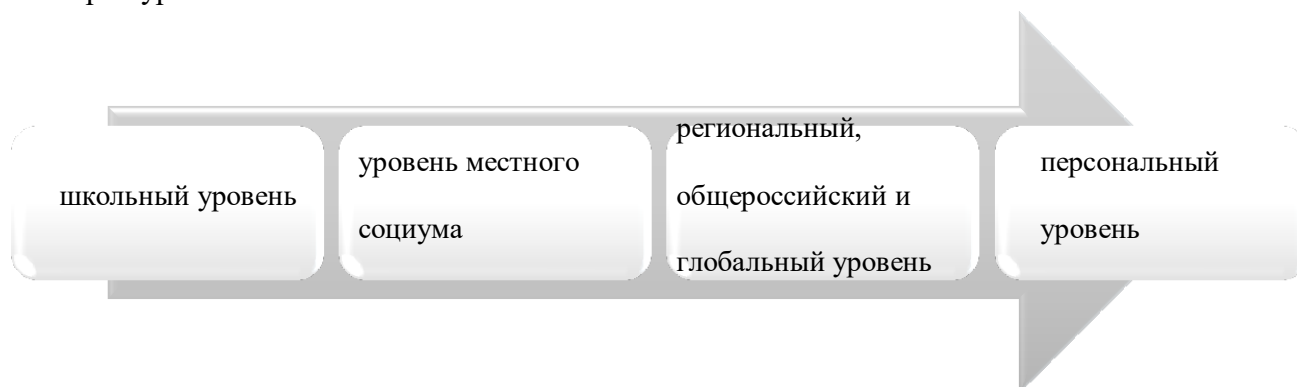 школьный уровень
уровень местного
социума
региональный,
общероссийский и
глобальный уровень
персональный
уровень